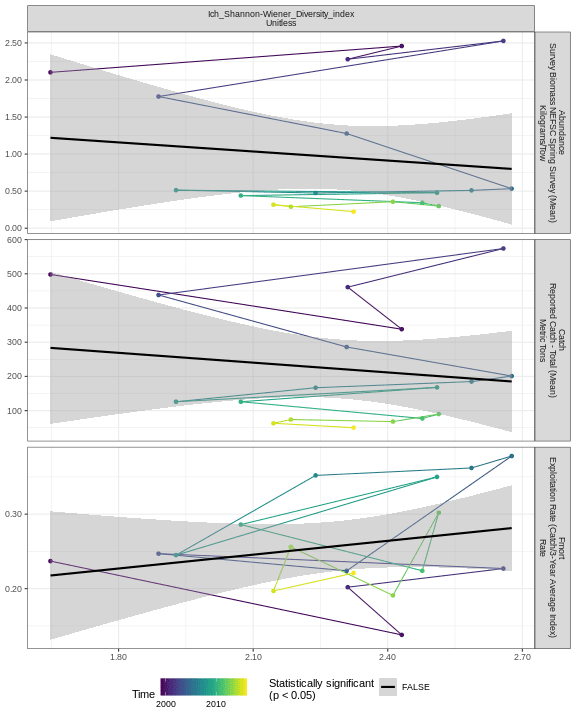 Ich_Shannon-Wiener_Diversity_index
Unitless
2.50
2.00
1.50
1.00
0.50
0.00
Abundance
Survey Biomass NEFSC Spring Survey (Mean)
Kilograms/Tow
600
500
400
300
200
100
Catch
Reported Catch - Total (Mean)
Metric Tons
0.30
0.20
Fmort
Exploitation Rate (Catch/3-Year Average Index)
Rate
1.80 2.10 2.40 2.70
Time
2000 2010
Statistically significant
(p < 0.05)
FALSE